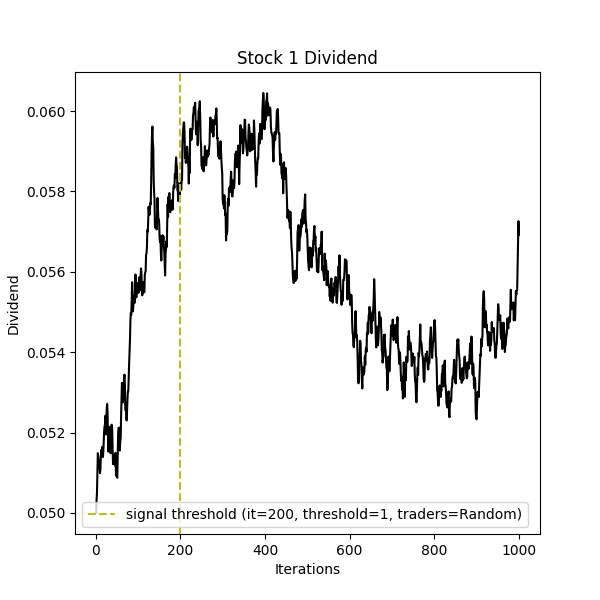 Stock 1 Dividend
Dividend
0.060
0.058
0.056
0.054
0.052
0.050
signal threshold (it=200, threshold=1, traders=Random)
0 200 400 600 800 1000
Iterations